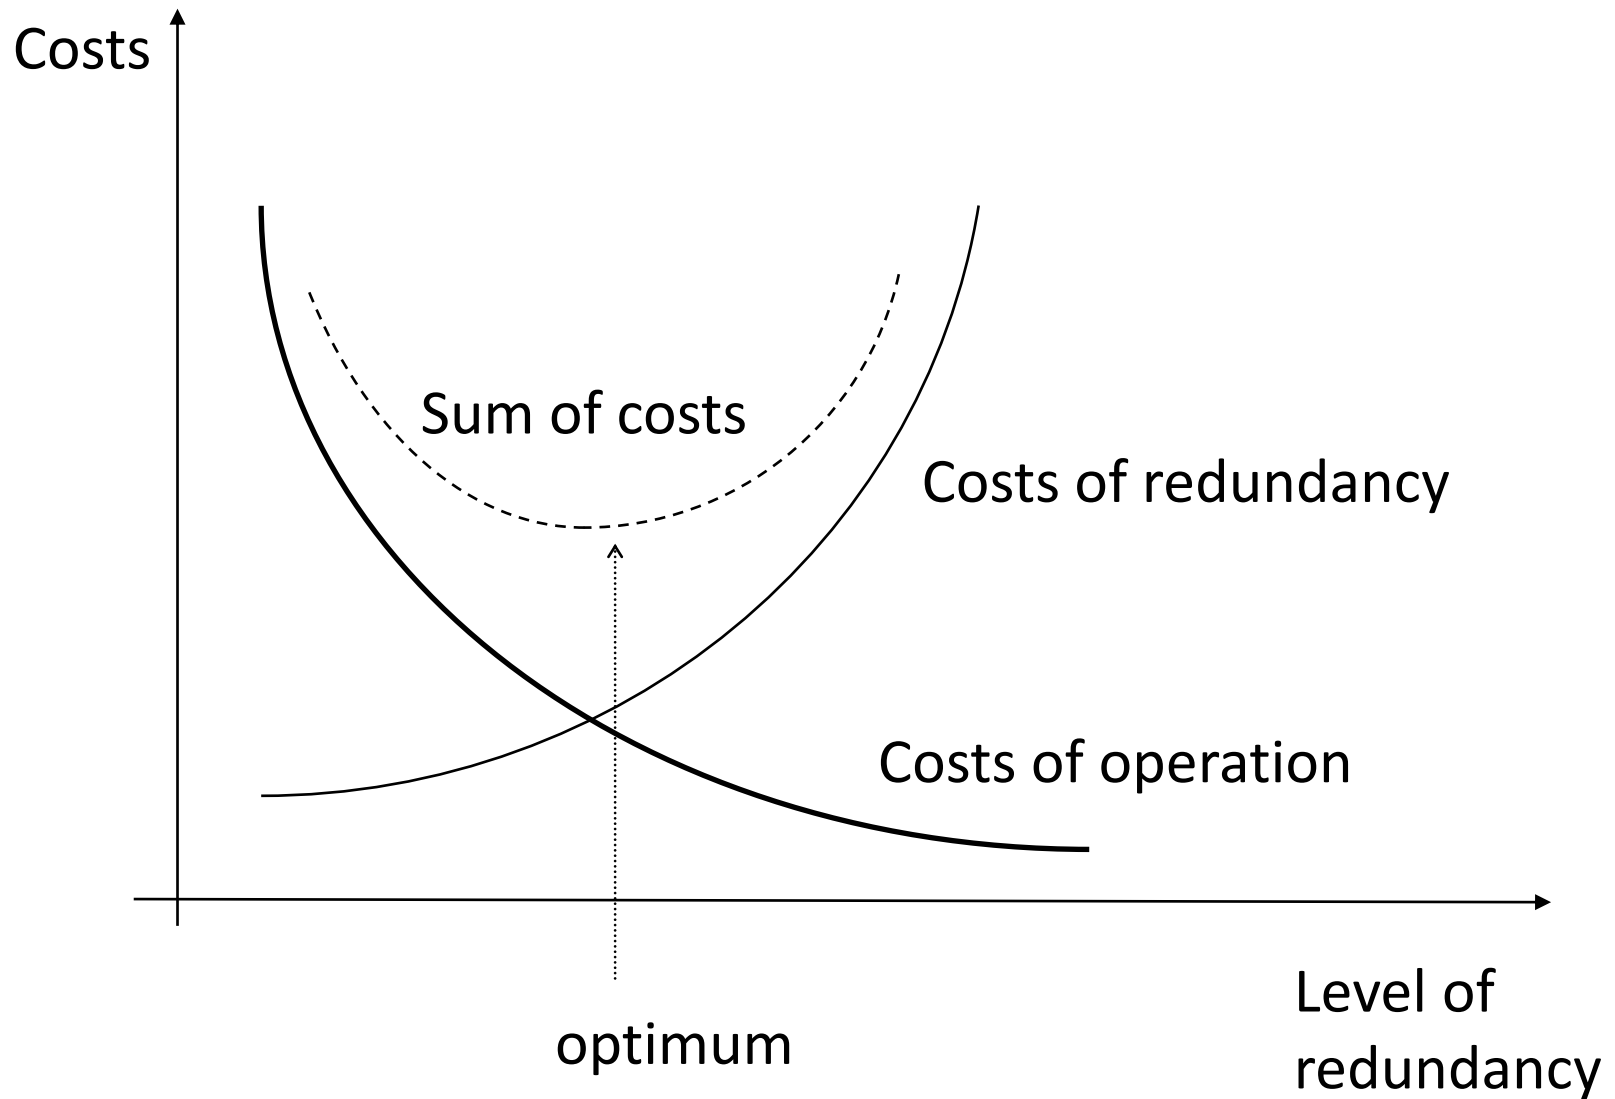 Costs
Sum of costs
Costs of redundancy
Costs of operation
Level of
redundancy
optimum